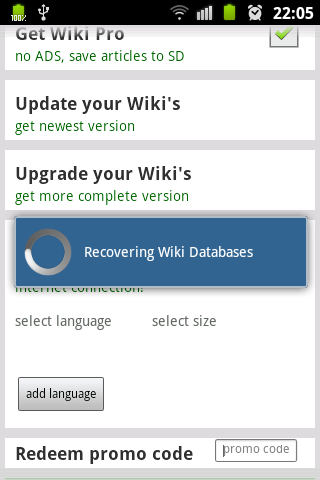 100%
22:05
Get Wiki Pro
no ADS, save articles to SD
Update your Wiki's
get newest version
Upgrade your Wiki's
get more complete version
Recovering Wiki Databases
internet connection!
select language select size
add language
Redeem promo code promo code